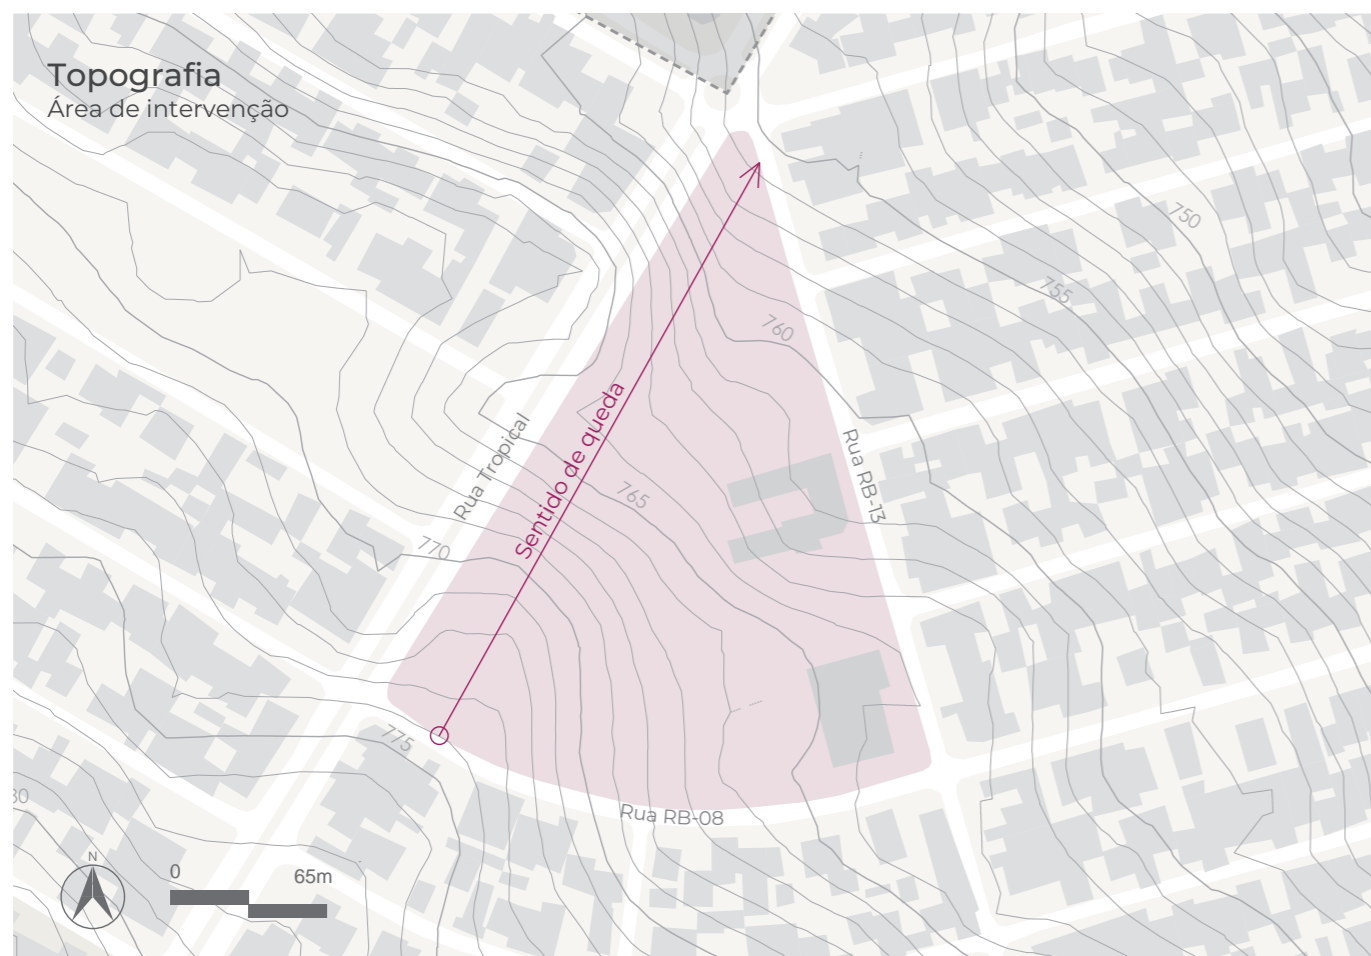 Topografia
Área de intervenção
750
755
760
Sentido de queda
Rua Tropical
Rua RB-13
765
770
775
80
Rua RB-08
N
0 65m